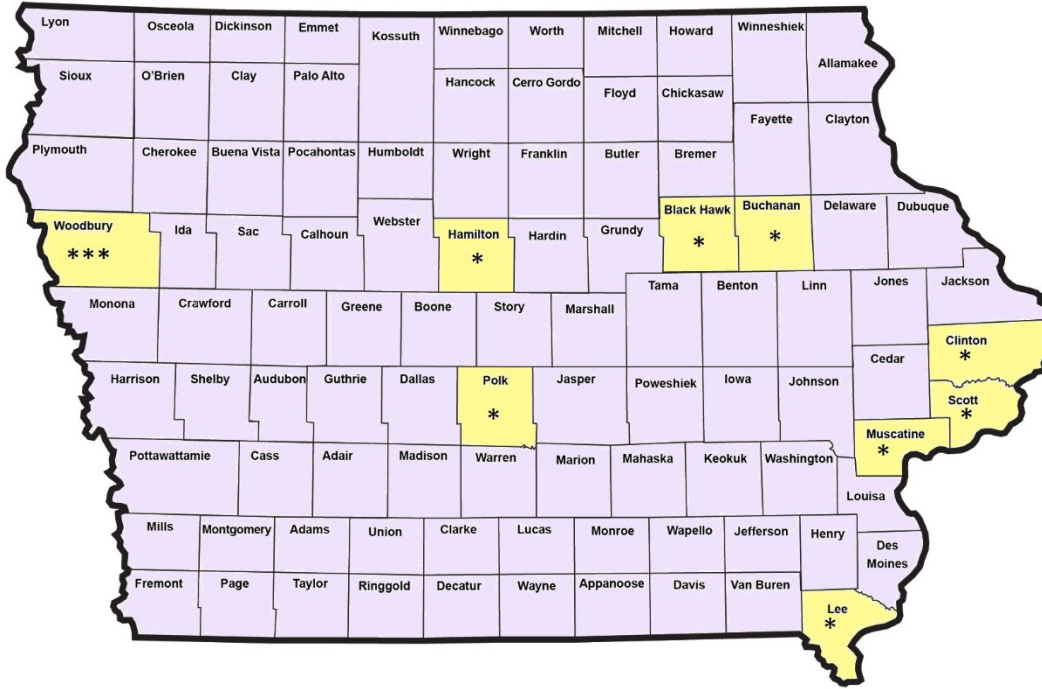 Lyon
Osceola
Dickinson
Emmet
Kossuth
Winnebago
Worth
Mitchell
Howard
Winneshiek
Allamakee
Sioux
O'Brien
Clay
Palo Alto
Hancock
Cerro Gordo
Floyd
Chickasaw
Fayette
Clayton
Plymouth
Cherokee
Buena Vista
Pocahontas
Humboldt
Wright
Franklin
Butler
Bremer
Woodbury
***
Ida
Sac
Calhoun
Webster
Hamilton
*
Hardin
Grundy
Black Hawk
*
Buchanan
*
Delaware
Dubuque
Monona
Crawford
Carroll
Greene
Boone
Story
Marshall
Tama
Benton
Linn
Jones
Jackson
Clinton
*
Cedar
Harrison
Shelby
Audubon
Guthrie
Dallas
Polk
*
Jasper
Poweshiek
Iowa
Johnson
Scott
*
Muscatine
*
Pottawattamie
Cass
Adair
Madison
Warren
Marion
Mahaska
Keokuk
Washington
Louisa
Mills
Montgomery
Adams
Union
Clarke
Lucas
Monroe
Wapello
Jefferson
Henry
Des
Moines
Fremont
Page
Taylor
Ringgold
Decatur
Wayne
Appanoose
Davis
Van Buren
Lee
*